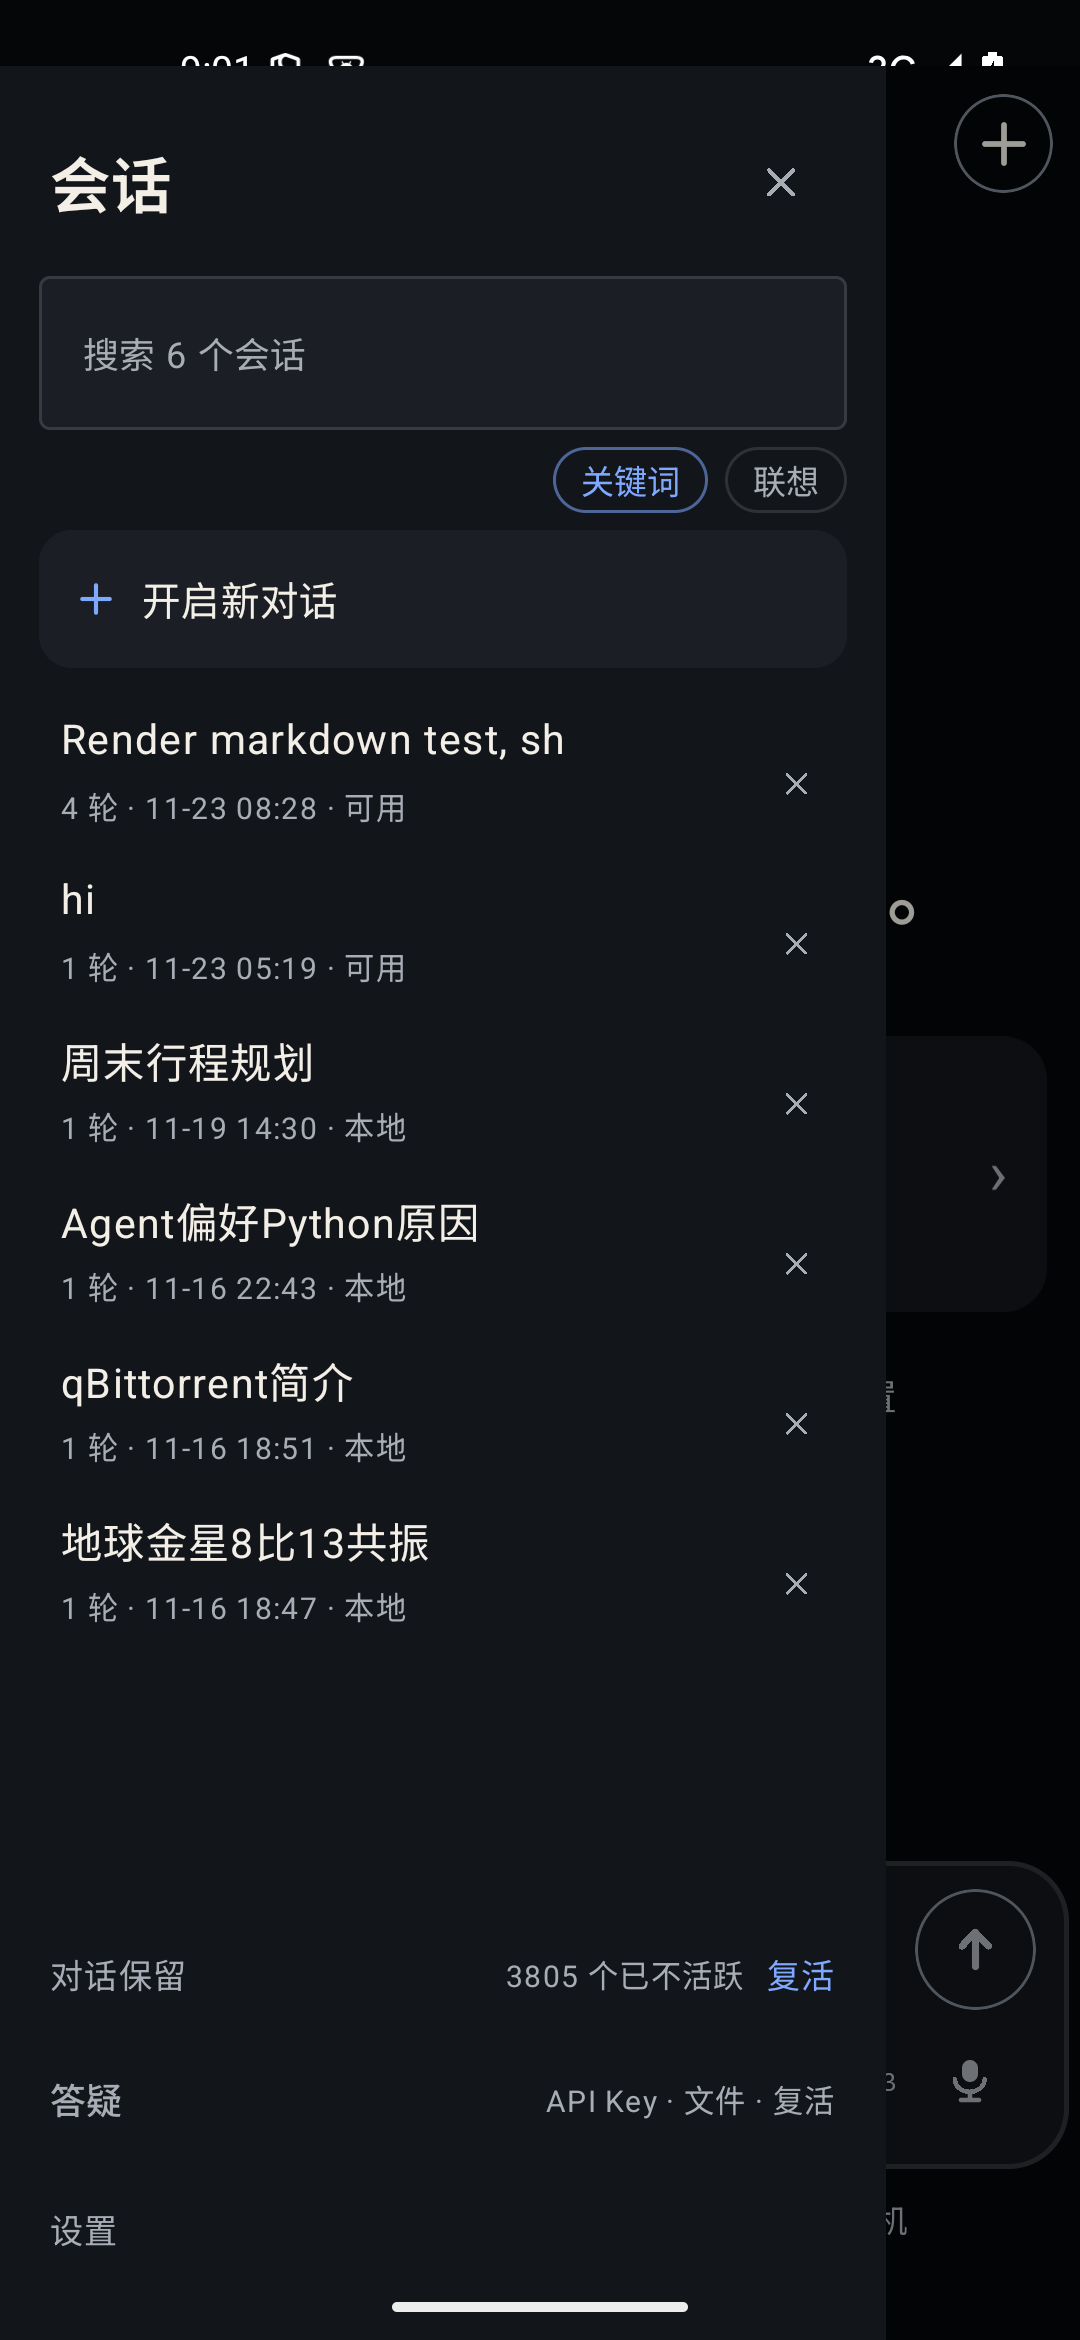 会话
搜索 6 个会话
关键词
联想
开启新对话
Render markdown test, sh
4 轮 · 11-23 08:28 · 可用
hi
1 轮 · 11-23 05:19 · 可用
周末行程规划
1 轮 · 11-19 14:30 · 本地
Agent偏好Python原因
1 轮 · 11-16 22:43 · 本地
qBittorrent简介
1 轮 · 11-16 18:51 · 本地
地球金星8比13共振
1 轮 · 11-16 18:47 · 本地
对话保留
3805 个已不活跃 复活
答疑
API Key · 文件 · 复活
设置